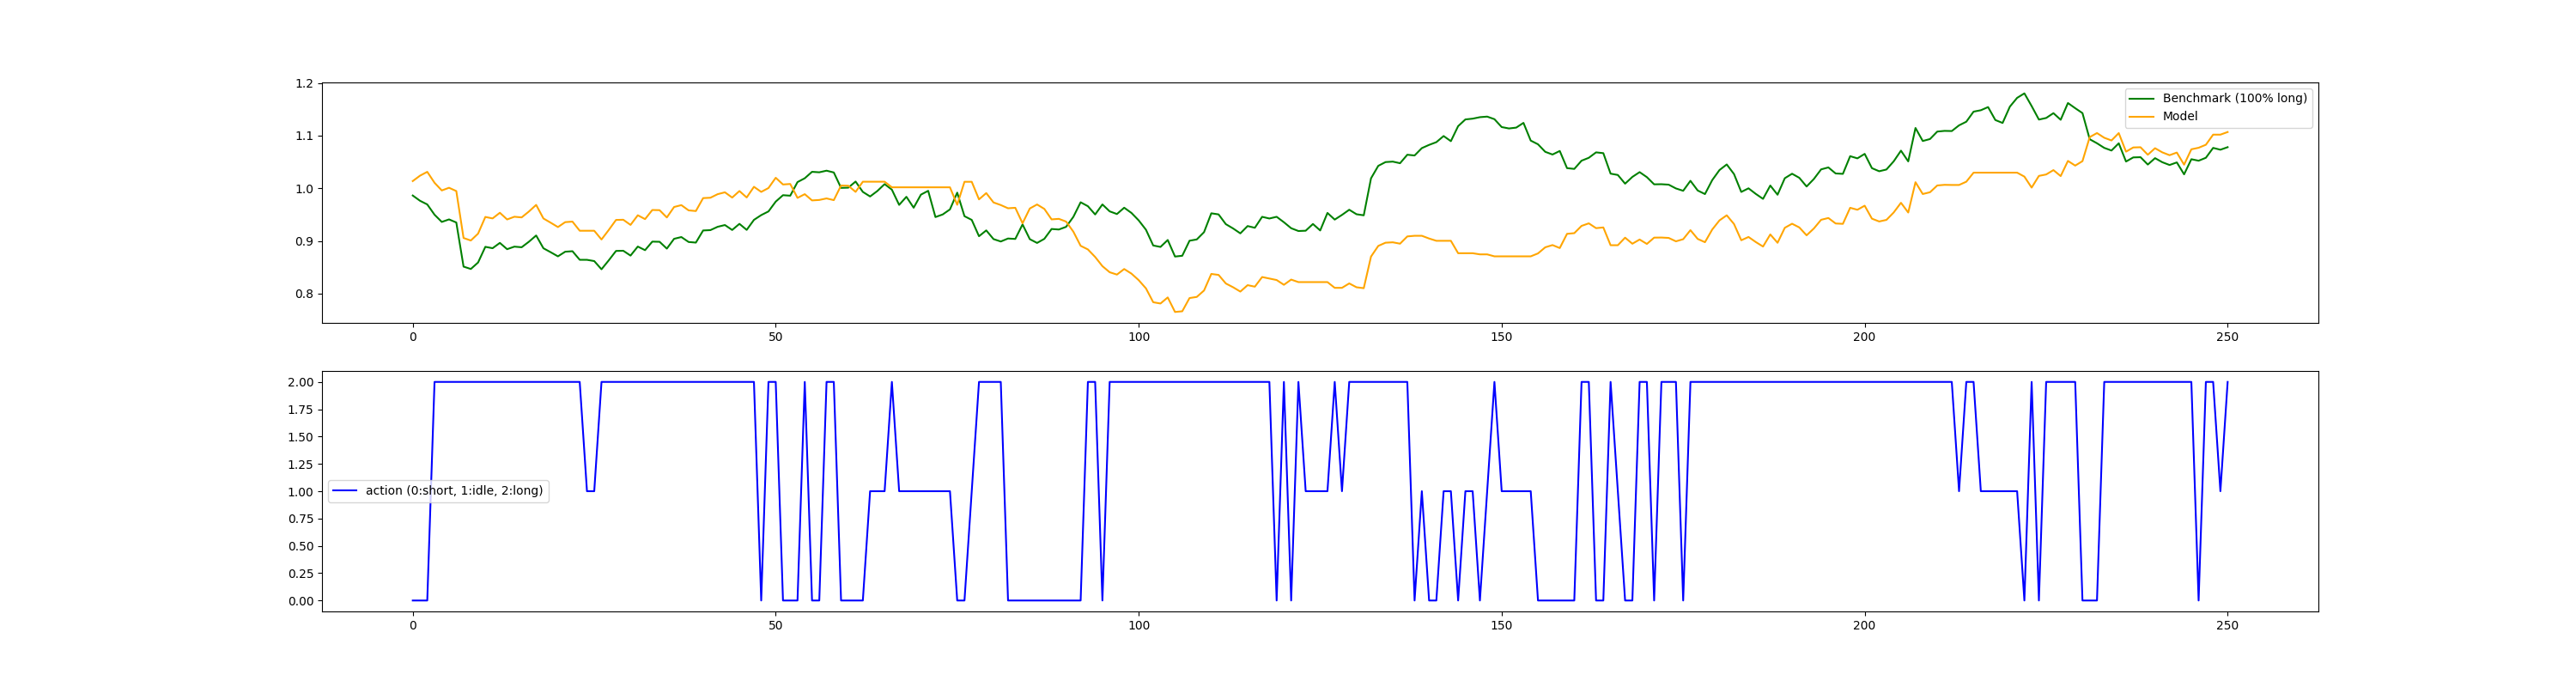 1.2
1.1
1.0
0.9
0.8
Benchmark (100% long)
Model
0 50 100 150 200 250
2.00
1.75
1.50
1.25
1.00
0.75
0.50
0.25
0.00
action (0:short, 1:idle, 2:long)
0 50 100 150 200 250